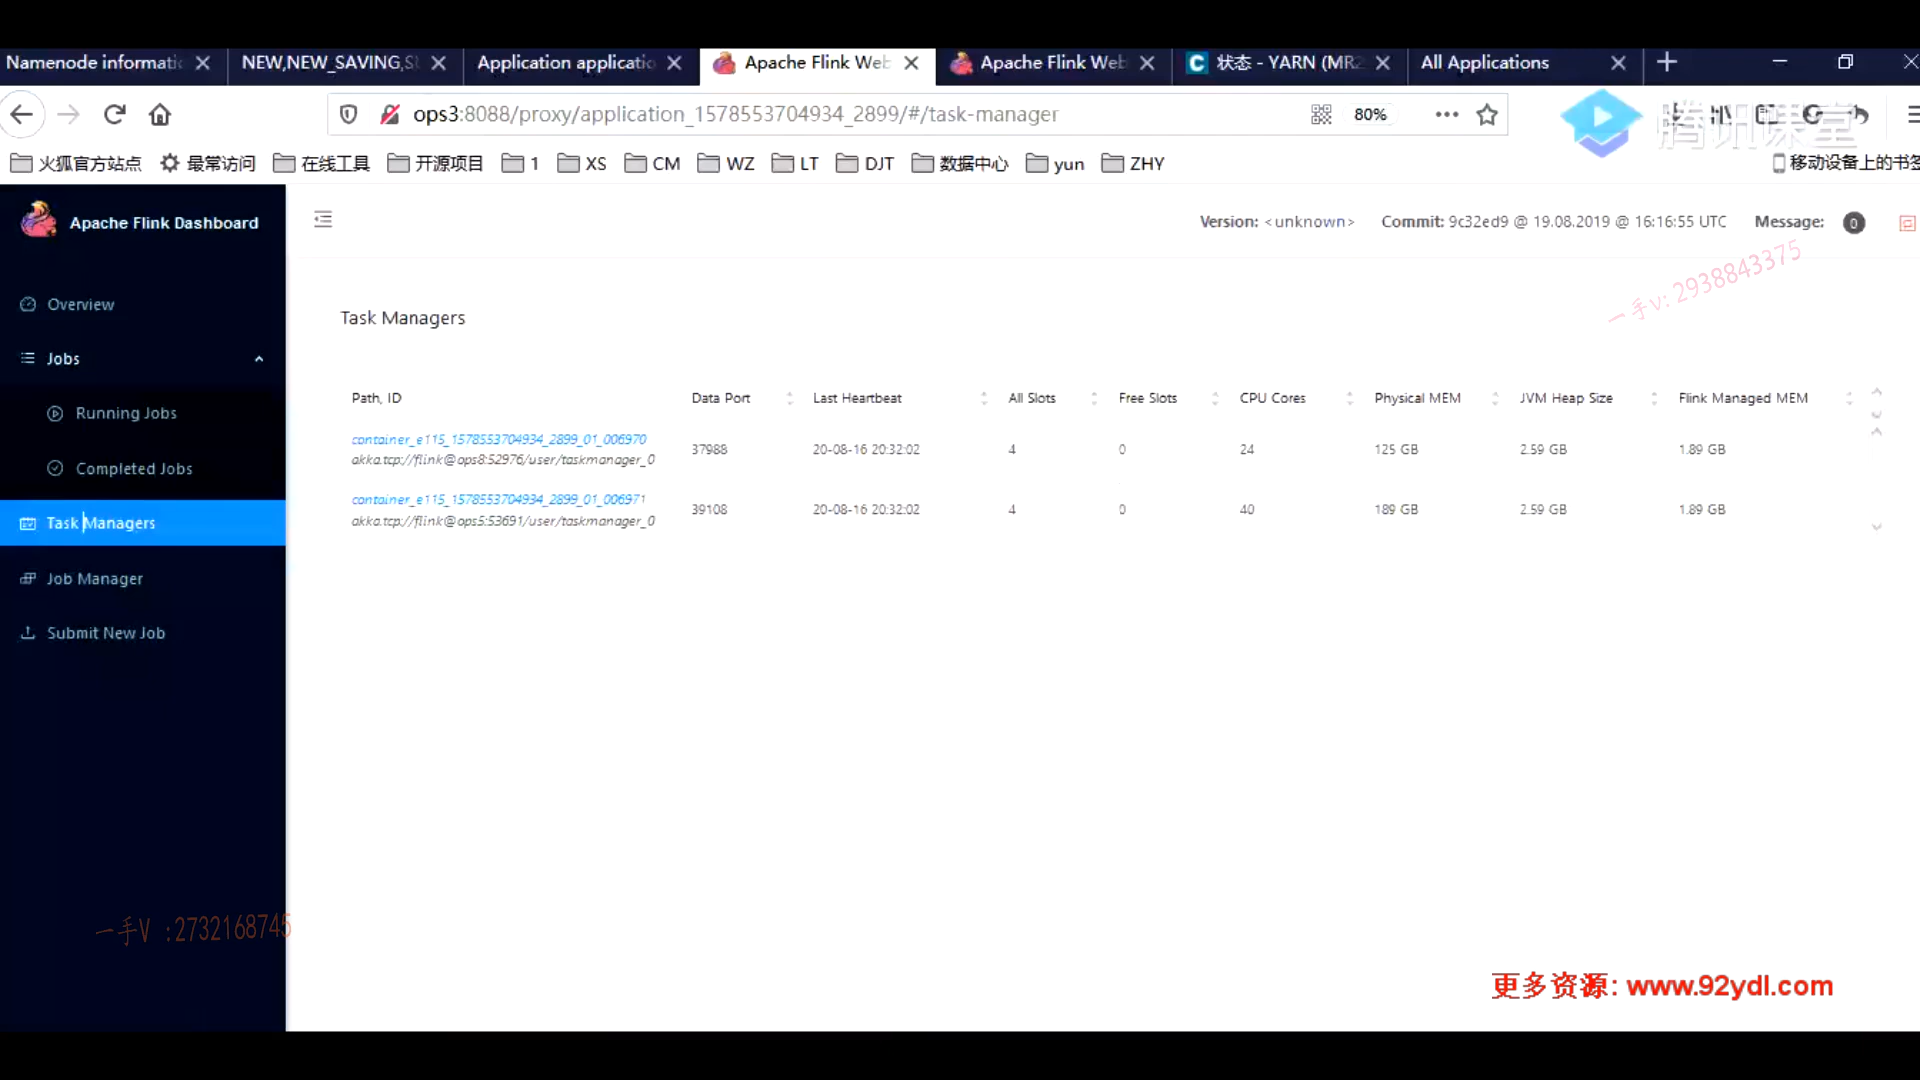 Namenode informatic
NEW,NEW_SAVING,S
Application applicatio
Apache Flink Web
Apache Flink Web
状态 - YARN (MR2
All Applications
ops3:8088/proxy/application_1578553704934_2899/#/task-manager
80%
腾讯课堂
火狐官方站点
最常访问
在线工具
开源项目
1
XS
CM
WZ
LT
DJT
数据中心
yun
ZHY
移动设备上的书签
Apache Flink Dashboard
Version: <unknown> Commit: 9c32ed9 @ 19.08.2019 @ 16:16:55 UTC Message: 0
一手v: 2938843375
Overview
Jobs
Running Jobs
Completed Jobs
Task Managers
Job Manager
Submit New Job
Task Managers
Path, ID Data Port Last Heartbeat All Slots Free Slots CPU Cores Physical MEM JVM Heap Size Flink Managed MEM
container_e115_1578553704934_2899_01_006970
akka.tcp://flink@ops8:52976/user/taskmanager_0
37988 20-08-16 20:32:02 4 0 24 125 GB 2.59 GB 1.89 GB
container_e115_1578553704934_2899_01_006971
akka.tcp://flink@ops5:53691/user/taskmanager_0
39108 20-08-16 20:32:02 4 0 40 189 GB 2.59 GB 1.89 GB
一手V :2732168745
更多资源: www.92ydl.com